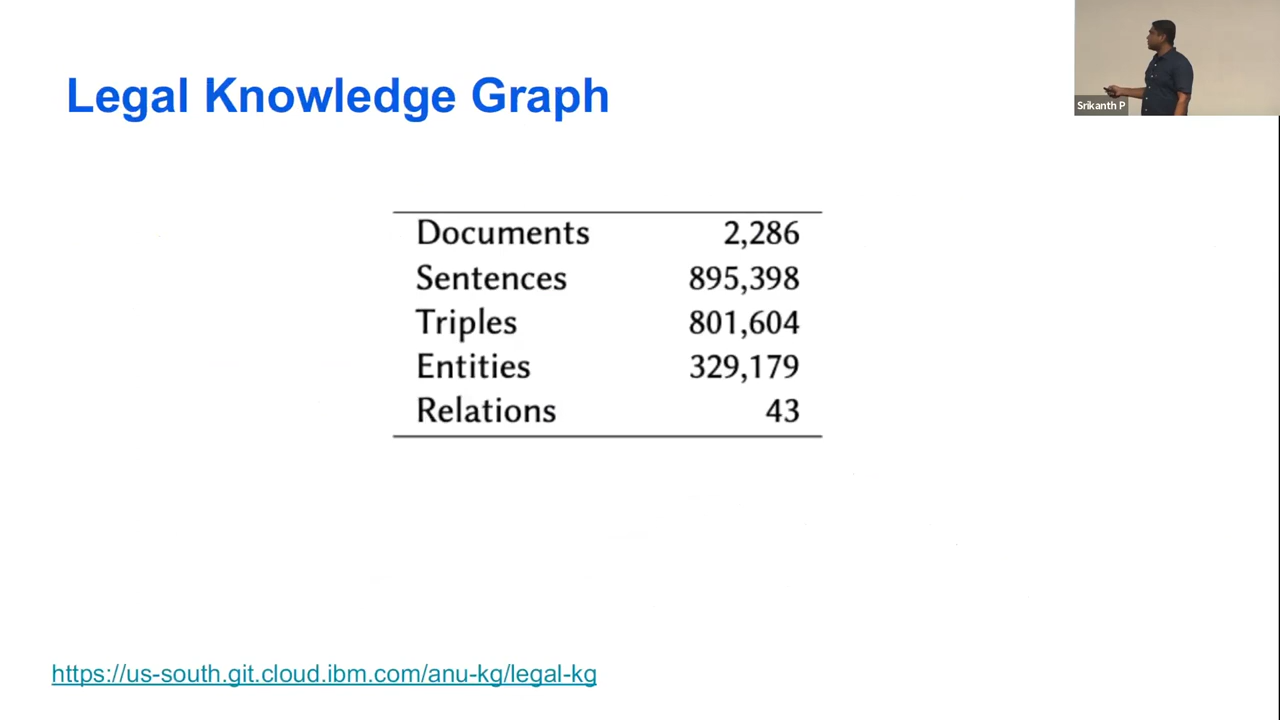 Legal Knowledge Graph
Srikanth P
Documents 2,286
Sentences 895,398
Triples 801,604
Entities 329,179
Relations 43
https://us-south.git.cloud.ibm.com/anu-kg/legal-kg